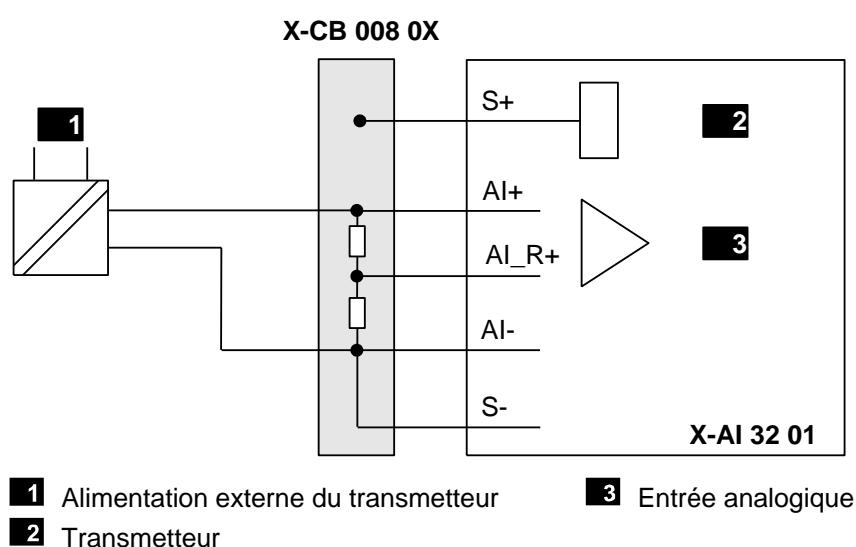 X-CB 008 0X
S+
1
2
AI+
AI_R+
3
AI-
S-
X-AI 32 01
1 Alimentation externe du transmetteur
3 Entrée analogique
2 Transmetteur